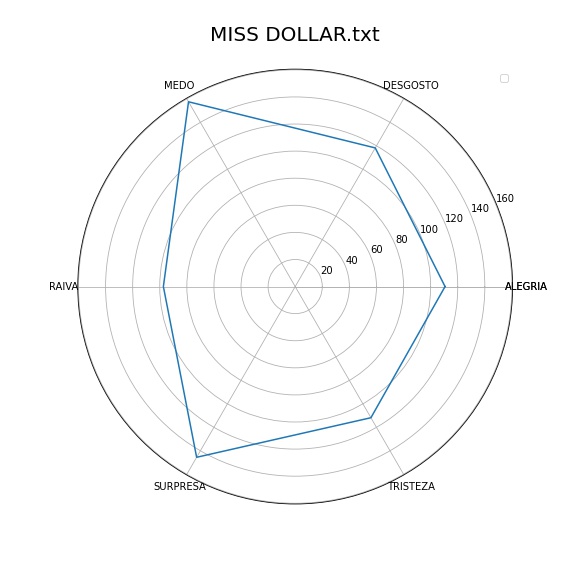 MISS DOLLAR.txt
MEDO
DESGOSTO
160
140
120
100
80
60
40
20
RAIVA
ALEGRIA
SURPRESA
TRISTEZA